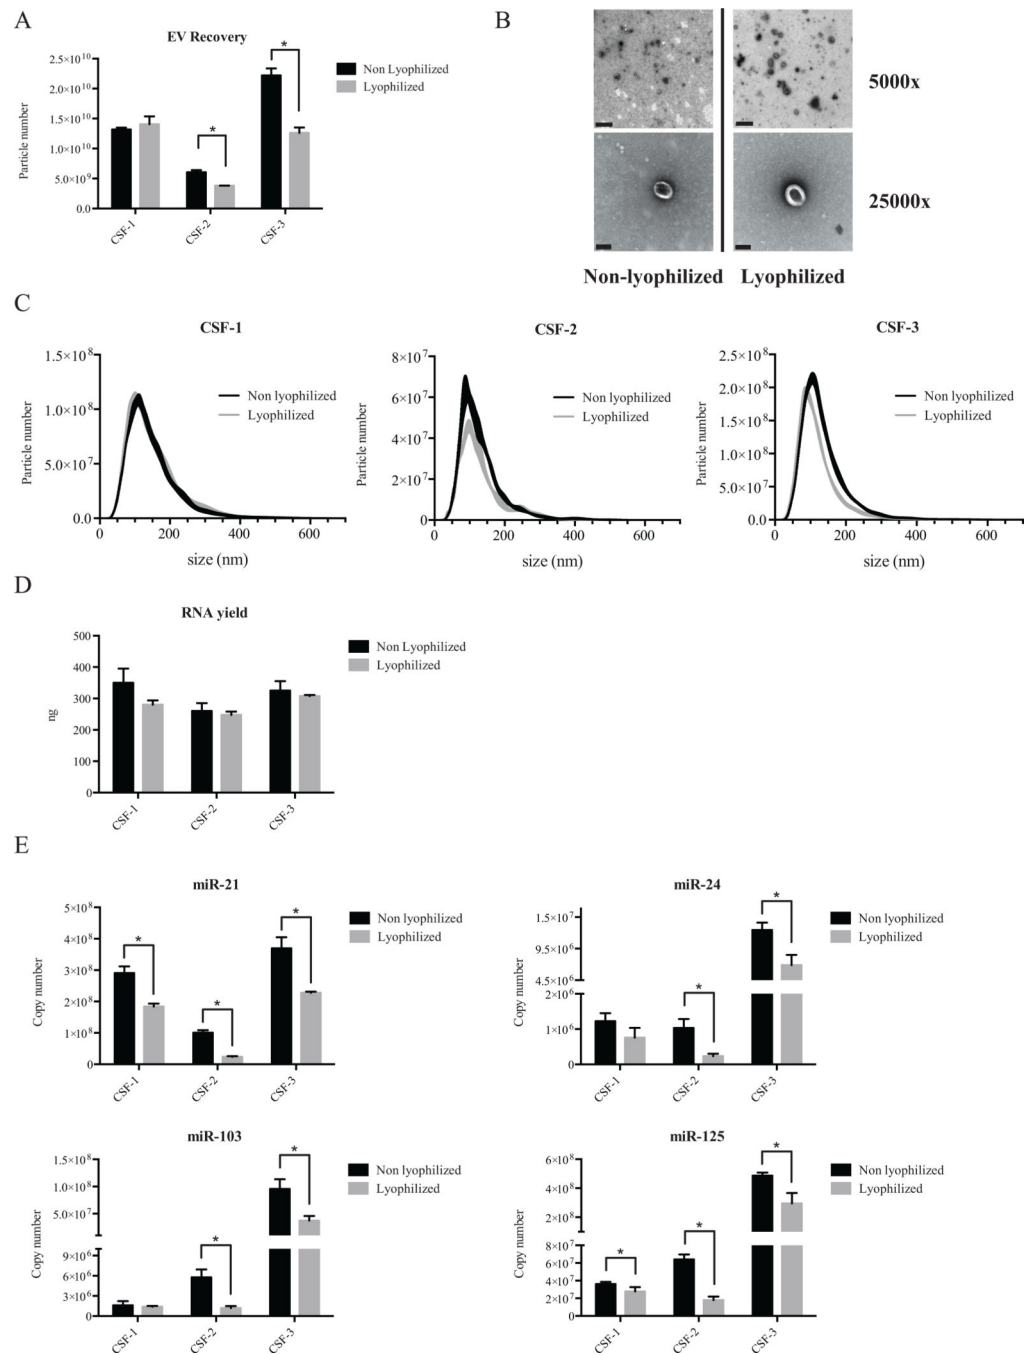 A
EV Recovery
Particle number
2.5×10¹⁰
2.0×10¹⁰
1.5×10¹⁰
1.0×10¹⁰
5.0×10⁹
0.0
*
*
Non Lyophilized
Lyophilized
CSF-1
CSF-2
CSF-3
B
5000x
25000x
Non-lyophilized Lyophilized
C
CSF-1
Particle number
1.5×10⁸
1.0×10⁸
5.0×10⁷
0.0
Non lyophilized
Lyophilized
0 200 400 600
size (nm)
CSF-2
Particle number
8×10⁷
6×10⁷
4×10⁷
2×10⁷
0
Non lyophilized
Lyophilized
0 200 400 600
size (nm)
CSF-3
Particle number
2.5×10⁸
2.0×10⁸
1.5×10⁸
1.0×10⁸
5.0×10⁷
0.0
Non lyophilized
Lyophilized
0 200 400 600
size (nm)
D
RNA yield
ng
500
400
300
200
100
0
Non Lyophilized
Lyophilized
CSF-1
CSF-2
CSF-3
E
miR-21
Copy number
5×10⁸
4×10⁸
3×10⁸
2×10⁸
1×10⁸
0
*
*
*
Non lyophilized
Lyophilized
CSF-1
CSF-2
CSF-3
miR-24
Copy number
1.5×10⁷
9.5×10⁶
4.5×10⁶
2×10⁶
1×10⁶
0
*
*
Non lyophilized
Lyophilized
CSF-1
CSF-2
CSF-3
miR-103
Copy number
1.5×10⁸
1.0×10⁸
5.0×10⁷
9×10⁶
6×10⁶
3×10⁶
0
*
*
Non lyophilized
Lyophilized
CSF-1
CSF-2
CSF-3
miR-125
Copy number
6×10⁸
4×10⁸
2×10⁸
8×10⁷
6×10⁷
4×10⁷
2×10⁷
0
*
*
*
Non lyophilized
Lyophilized
CSF-1
CSF-2
CSF-3